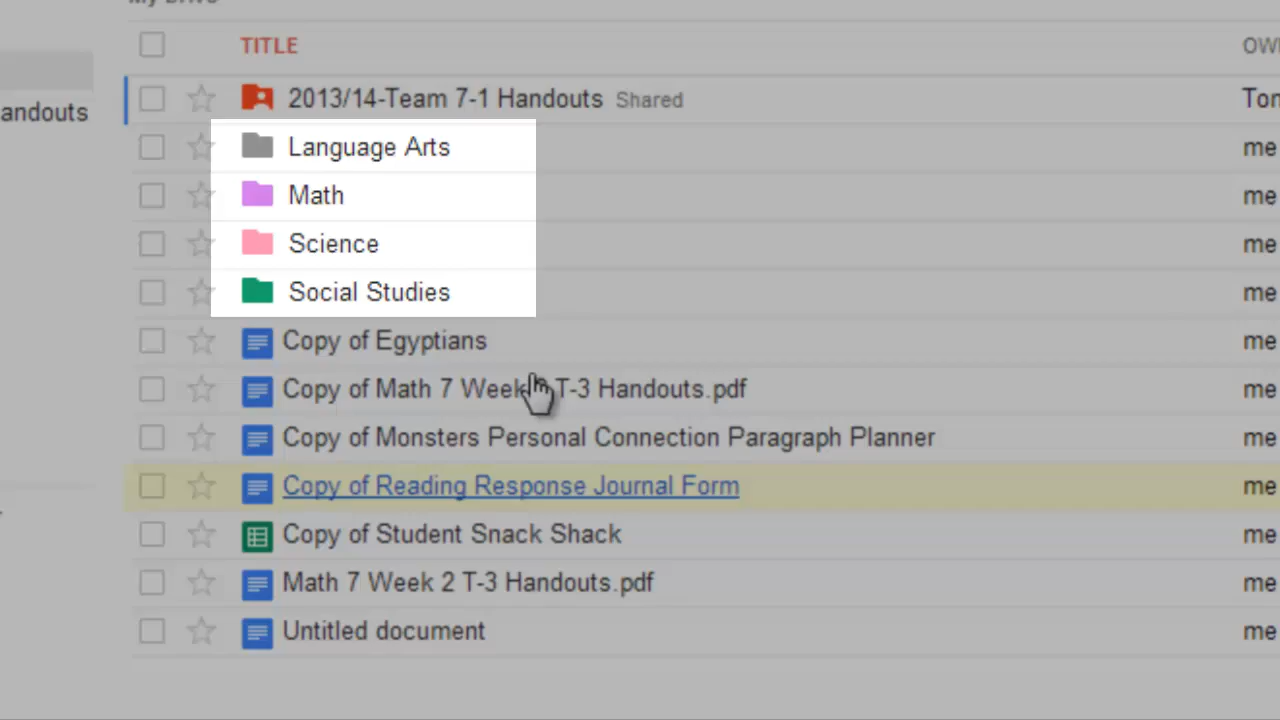 My Drive
TITLE
OW
andouts
2013/14-Team 7-1 Handouts Shared
Language Arts
me
Math
me
Science
me
Social Studies
me
Copy of Egyptians
me
Copy of Math 7 Week T-3 Handouts.pdf
me
Copy of Monsters Personal Connection Paragraph Planner
me
Copy of Reading Response Journal Form
me
Copy of Student Snack Shack
me
Math 7 Week 2 T-3 Handouts.pdf
me
Untitled document
me